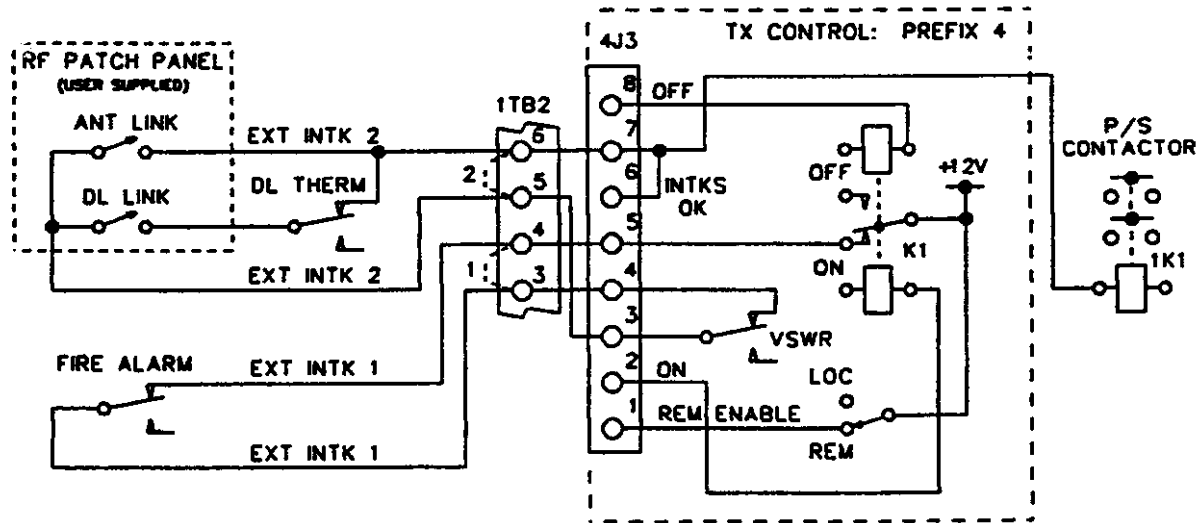 TX CONTROL: PREFIX 4
4J3
RF PATCH PANEL
(USER SUPPLIED)
1TB2
8
OFF
ANT LINK
EXT INTK 2
6
7
P/S
CONTACTOR
+12V
2
6
INTKS
OK
OFF
DL LINK
DL THERM
5
5
4
K1
EXT INTK 2
1
3
4
ON
1K1
3
VSWR
FIRE ALARM
EXT INTK 1
2
ON
LOC
1
REM ENABLE
REM
EXT INTK 1